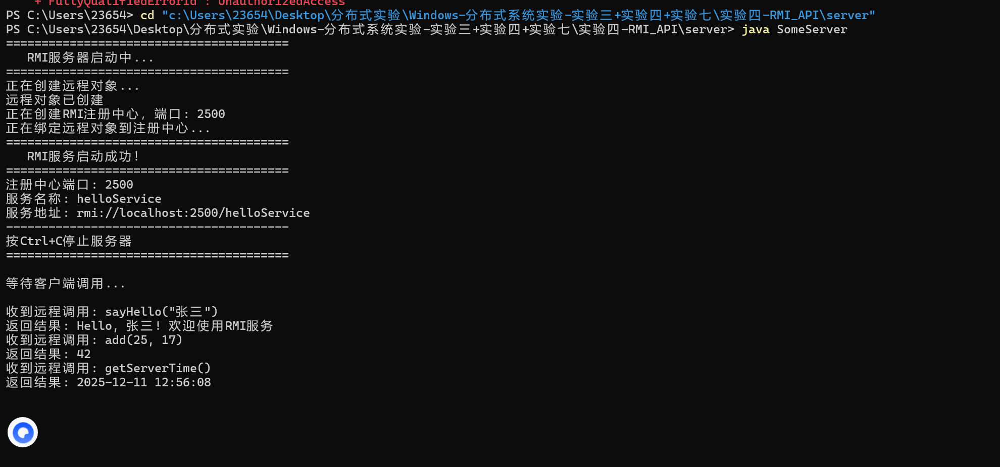 + FullyQualifiedErrorId : UnauthorizedAccess
PS C:\Users\23654> cd "c:\Users\23654\Desktop\分布式实验\Windows-分布式系统实验-实验三+实验四+实验七\实验四-RMI_API\server"
PS C:\Users\23654\Desktop\分布式实验\Windows-分布式系统实验-实验三+实验四+实验七\实验四-RMI_API\server> java SomeServer
========================================
RMI服务器启动中...
========================================
正在创建远程对象...
远程对象已创建
正在创建RMI注册中心, 端口: 2500
正在绑定远程对象到注册中心...
========================================
RMI服务启动成功!
========================================
注册中心端口: 2500
服务名称: helloService
服务地址: rmi://localhost:2500/helloService
----------------------------------------
按Ctrl+C停止服务器
========================================
等待客户端调用...
收到远程调用: sayHello("张三")
返回结果: Hello, 张三! 欢迎使用RMI服务
收到远程调用: add(25, 17)
返回结果: 42
收到远程调用: getServerTime()
返回结果: 2025-12-11 12:56:08